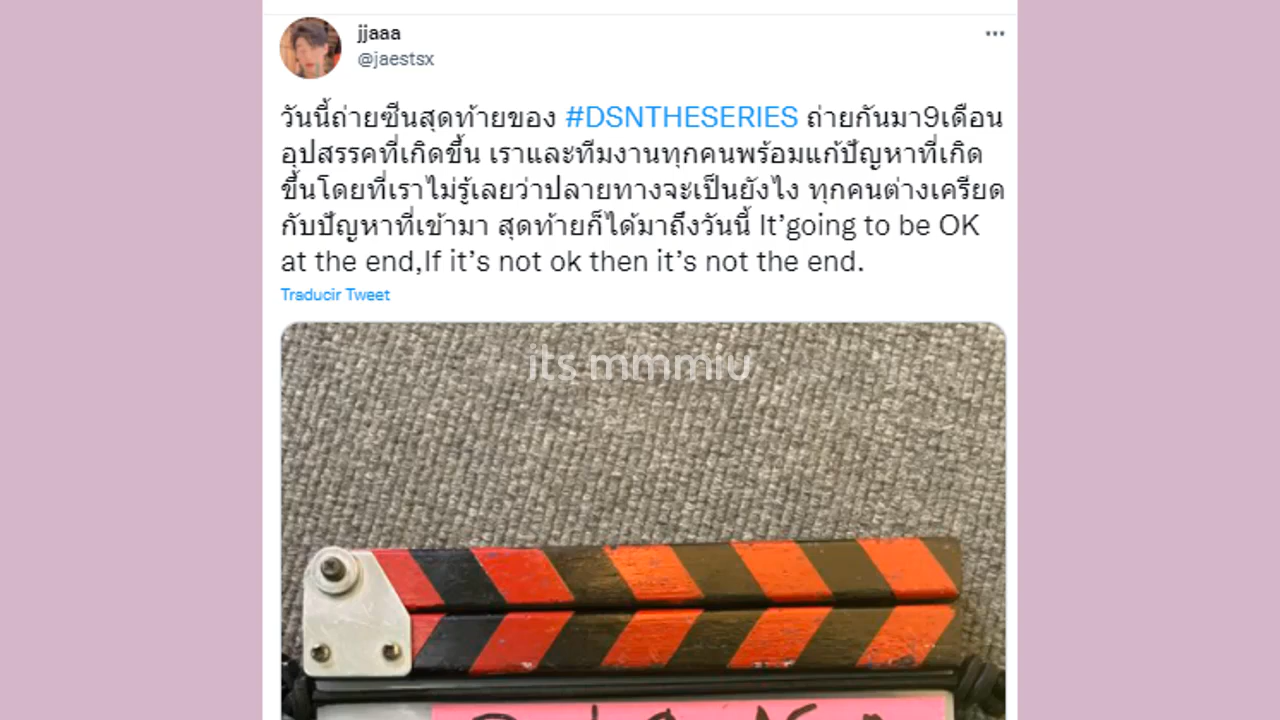 jjaaa
@jaestsx
วันนี้ถ่ายซีนสุดท้ายของ #DSNTHESERIES ถ่ายกันมา9เดือน
อุปสรรคที่เกิดขึ้น เราและทีมงานทุกคนพร้อมแก้ปัญหาที่เกิด
ขึ้นโดยที่เราไม่รู้เลยว่าปลายทางจะเป็นยังไง ทุกคนต่างเครียด
กับปัญหาที่เข้ามา สุดท้ายก็ได้มาถึงวันนี้ It’going to be OK
at the end,If it’s not ok then it’s not the end.
Traducir Tweet
its mmmiu